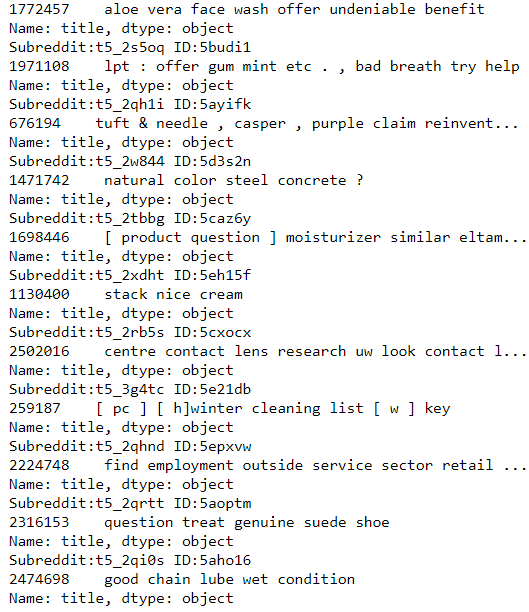 1772457    aloe vera face wash offer undeniable benefit
Name: title, dtype: object
Subreddit:t5_2s5oq ID:5budi1
1971108    lpt : offer gum mint etc . , bad breath try help
Name: title, dtype: object
Subreddit:t5_2qh1i ID:5ayifk
676194    tuft & needle , casper , purple claim reinvent...
Name: title, dtype: object
Subreddit:t5_2w844 ID:5d3s2n
1471742    natural color steel concrete ?
Name: title, dtype: object
Subreddit:t5_2tbbg ID:5caz6y
1698446    [ product question ] moisturizer similar eltam...
Name: title, dtype: object
Subreddit:t5_2xdht ID:5eh15f
1130400    stack nice cream
Name: title, dtype: object
Subreddit:t5_2rb5s ID:5cxocx
2502016    centre contact lens research uw look contact l...
Name: title, dtype: object
Subreddit:t5_3g4tc ID:5e21db
259187    [ pc ] [ h]winter cleaning list [ w ] key
Name: title, dtype: object
Subreddit:t5_2qhnd ID:5epxvw
2224748    find employment outside service sector retail ...
Name: title, dtype: object
Subreddit:t5_2qrtt ID:5aoptm
2316153    question treat genuine suede shoe
Name: title, dtype: object
Subreddit:t5_2qi0s ID:5aho16
2474698    good chain lube wet condition
Name: title, dtype: object